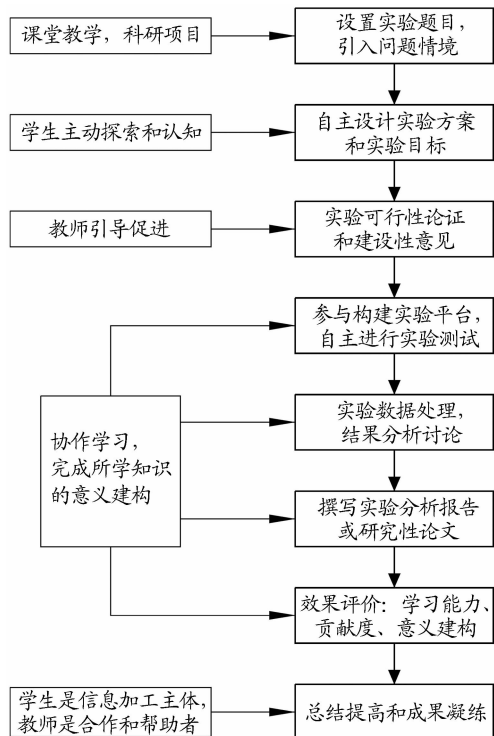 课堂教学，科研项目
设置实验题目，
引入问题情境
学生主动探索和认知
自主设计实验方案
和实验目标
教师引导促进
实验可行性论证
和建设性意见
参与构建实验平台，
自主进行实验测试
协作学习，
完成所学知识
的意义建构
实验数据处理，
结果分析讨论
撰写实验分析报告
或研究性论文
效果评价：学习能力、
贡献度、意义建构
学生是信息加工主体，
教师是合作和帮助者
总结提高和成果凝练